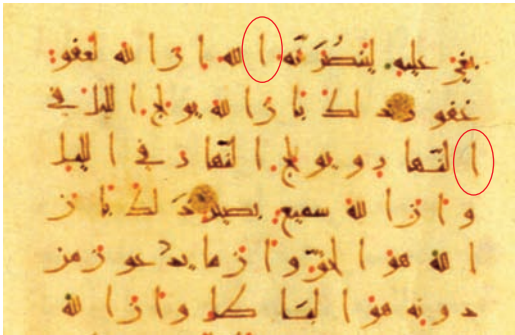 بغي عليه لينصرنه الله ان الله لعفو
غفور ذلك بان الله يولج اليل في
النهار ويولج النهار في اليل
وان الله سميع بصير ذلك بان
الله هو الحق وان ما يدعون من
دونه هو البطل وان الله